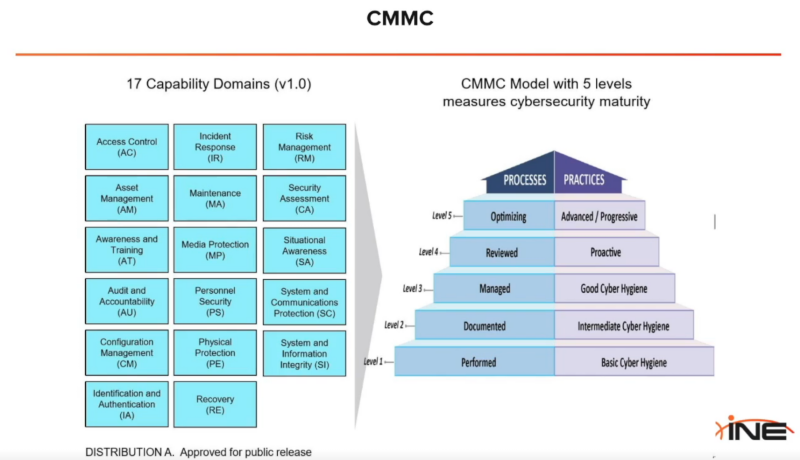 CMMC
17 Capability Domains (v1.0)
Access Control
(AC)
Incident
Response
(IR)
Risk
Management
(RM)
Asset
Management
(AM)
Maintenance
(MA)
Security
Assessment
(CA)
Awareness and
Training
(AT)
Media Protection
(MP)
Situational
Awareness
(SA)
Audit and
Accountability
(AU)
Personnel
Security
(PS)
System and
Communications
Protection (SC)
Configuration
Management
(CM)
Physical
Protection
(PE)
System and
Information
Integrity (SI)
Identification and
Authentication
(IA)
Recovery
(RE)
DISTRIBUTION A. Approved for public release
CMMC Model with 5 levels
measures cybersecurity maturity
PROCESSES PRACTICES
Level 5 Optimizing Advanced / Progressive
Level 4 Reviewed Proactive
Level 3 Managed Good Cyber Hygiene
Level 2 Documented Intermediate Cyber Hygiene
Level 1 Performed Basic Cyber Hygiene
INE